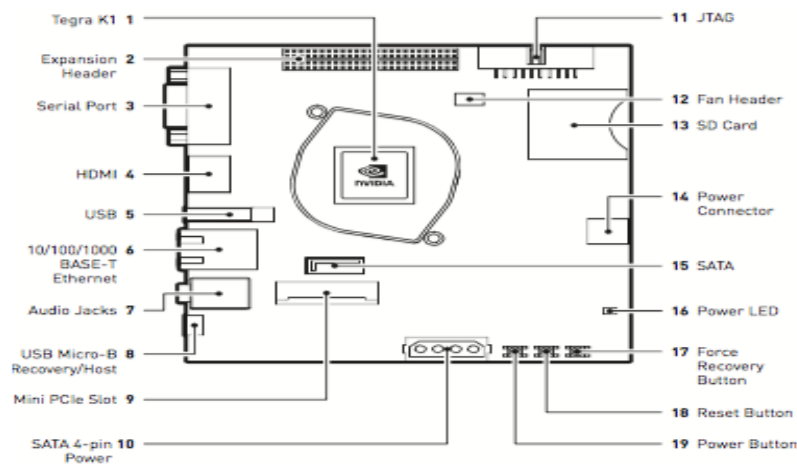 Tegra K1 1
Expansion 2
Header
Serial Port 3
HDMI 4
USB 5
10/100/1000 6
BASE-T
Ethernet
Audio Jacks 7
USB Micro-B 8
Recovery/Host
Mini PCIe Slot 9
SATA 4-pin 10
Power
NVIDIA
11 JTAG
12 Fan Header
13 SD Card
14 Power
Connector
15 SATA
16 Power LED
17 Force
Recovery
Button
18 Reset Button
19 Power Button